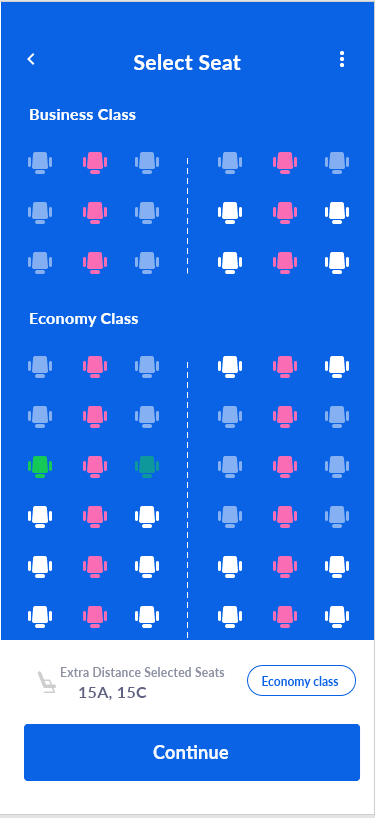 Select Seat
Business Class
Economy Class
Extra Distance Selected Seats
15A, 15C
Economy class
Continue